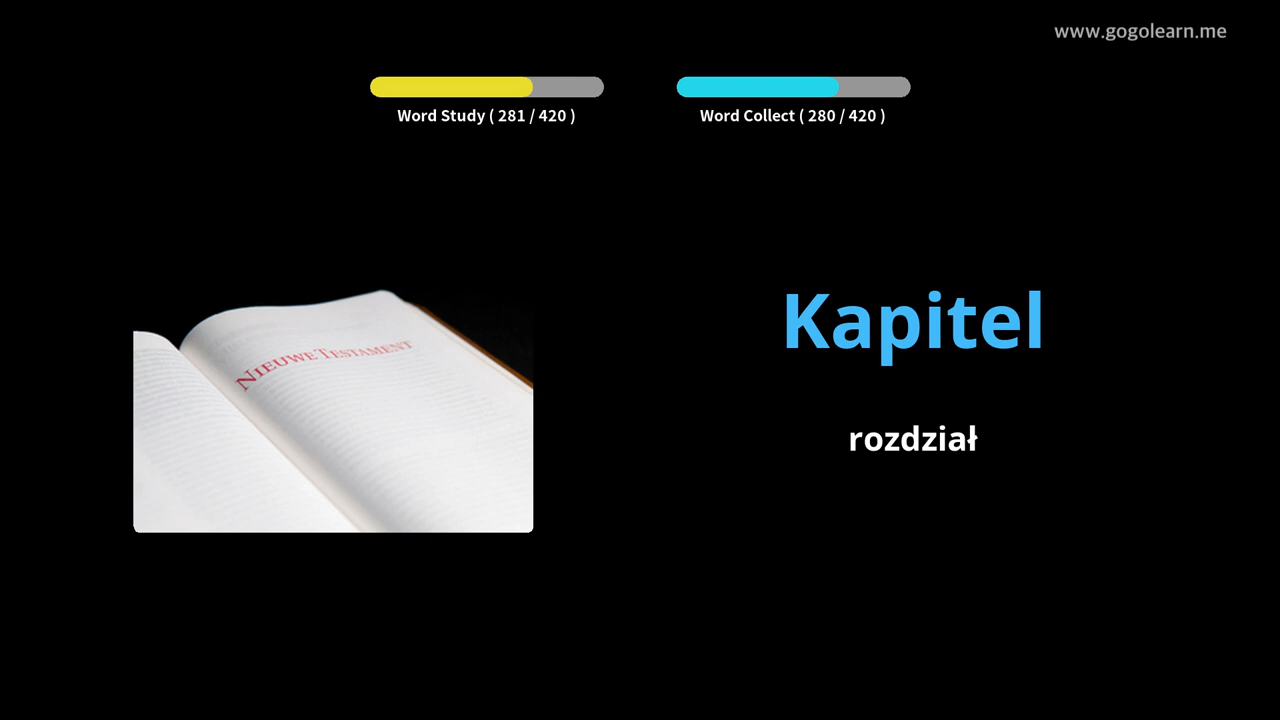 www.gogolearn.me
Word Study ( 281 / 420 )
Word Collect ( 280 / 420 )
NIEUWE TESTAMENT
Kapitel
rozdział